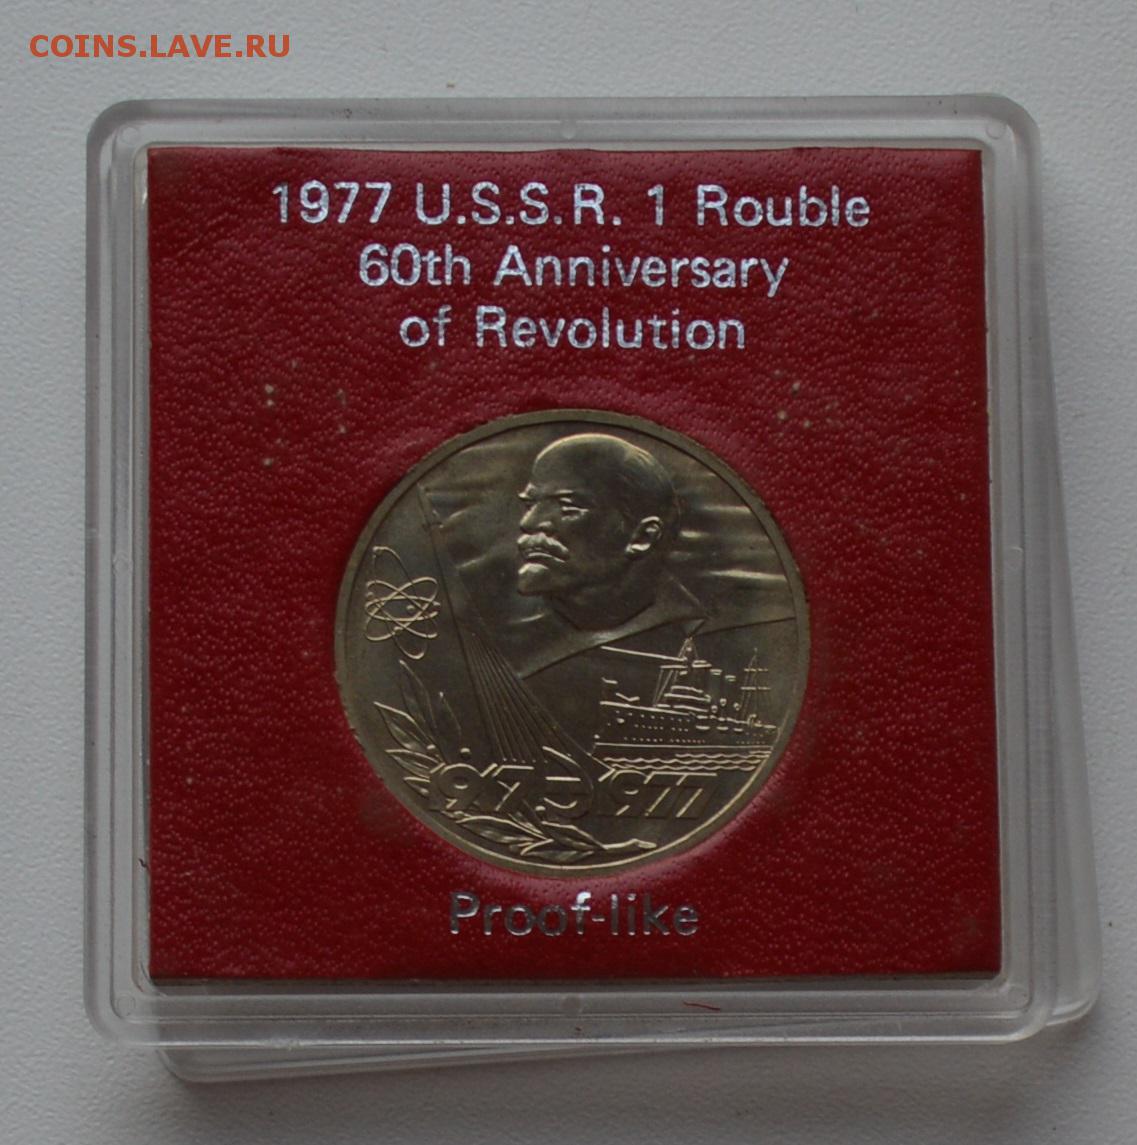 COINS.LAVE.RU
1977 U.S.S.R. 1 Rouble
60th Anniversary
of Revolution
1917 1977
Proof-like